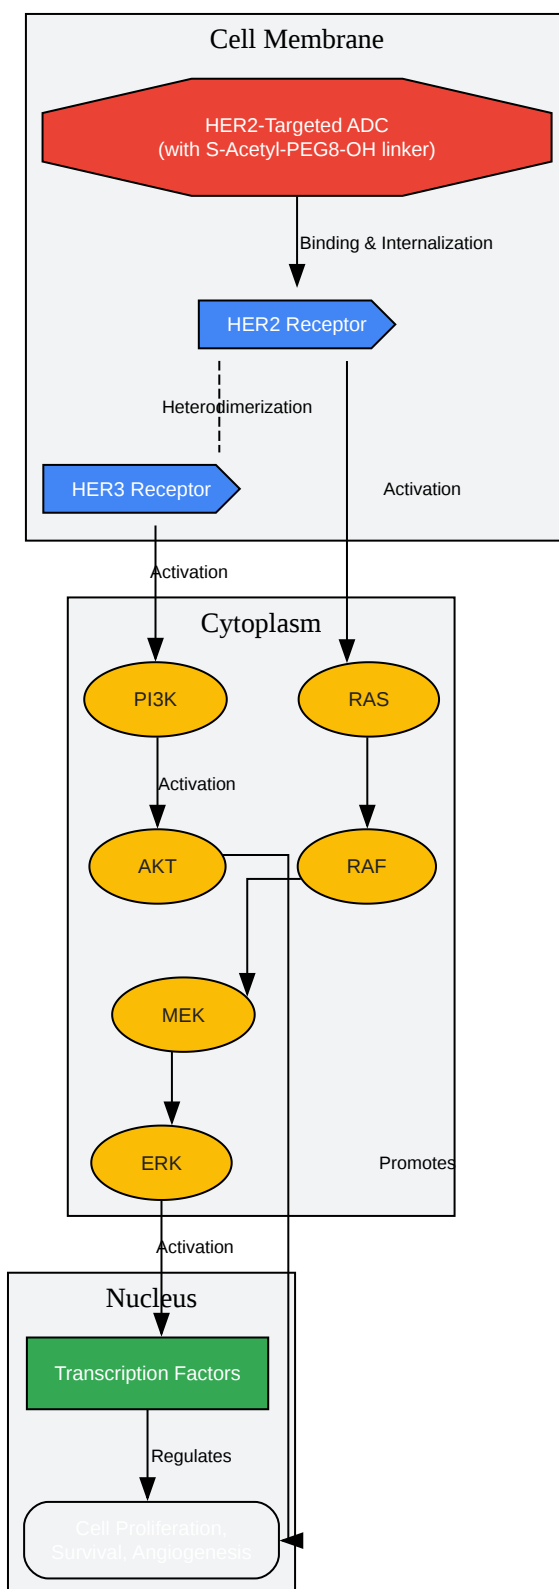 Cell Membrane
HER2-Targeted ADC
(with S-Acetyl-PEG8-OH linker)
Binding & Internalization
HER2 Receptor
Heterodimerization
HER3 Receptor
Activation
Activation
Cytoplasm
PI3K
RAS
Activation
AKT
RAF
MEK
ERK
Promotes
Activation
Nucleus
Transcription Factors
Regulates
Cell Proliferation,
Survival, Angiogenesis